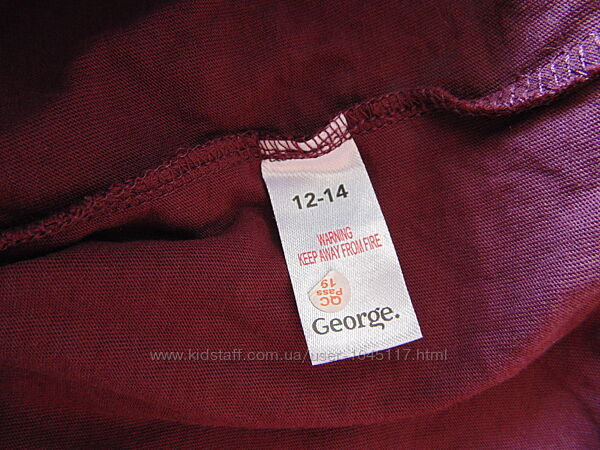 12-14
WARNING
KEEP AWAY FROM FIRE
QC
Pass
19
George.
www.kidstaff.com.ua/user-1645117.html